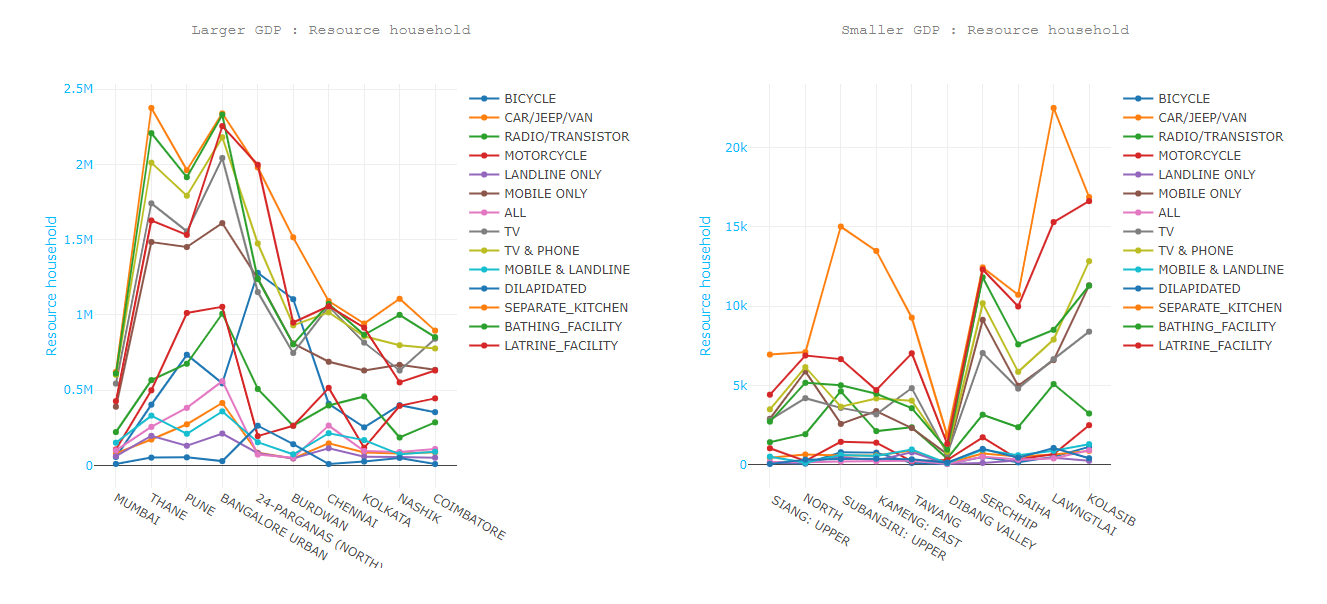 Larger GDP : Resource household
Resource household
2.5M
2M
1.5M
1M
0.5M
0
MUMBAI
THANE
PUNE
BANGALORE URBAN
24-PARGANAS (NORTH)
BURDWAN
CHENNAI
KOLKATA
NASHIK
COIMBATORE
BICYCLE
CAR/JEEP/VAN
RADIO/TRANSISTOR
MOTORCYCLE
LANDLINE ONLY
MOBILE ONLY
ALL
TV
TV & PHONE
MOBILE & LANDLINE
DILAPIDATED
SEPARATE_KITCHEN
BATHING_FACILITY
LATRINE_FACILITY
Smaller GDP : Resource household
Resource household
20k
15k
10k
5k
0
SIANG: UPPER
NORTH
SUBANSIRI: UPPER
KAMENG: EAST
TAWANG
DIBANG VALLEY
SERCHHIP
SAIHA
LAWNGTLAI
KOLASIB
BICYCLE
CAR/JEEP/VAN
RADIO/TRANSISTOR
MOTORCYCLE
LANDLINE ONLY
MOBILE ONLY
ALL
TV
TV & PHONE
MOBILE & LANDLINE
DILAPIDATED
SEPARATE_KITCHEN
BATHING_FACILITY
LATRINE_FACILITY